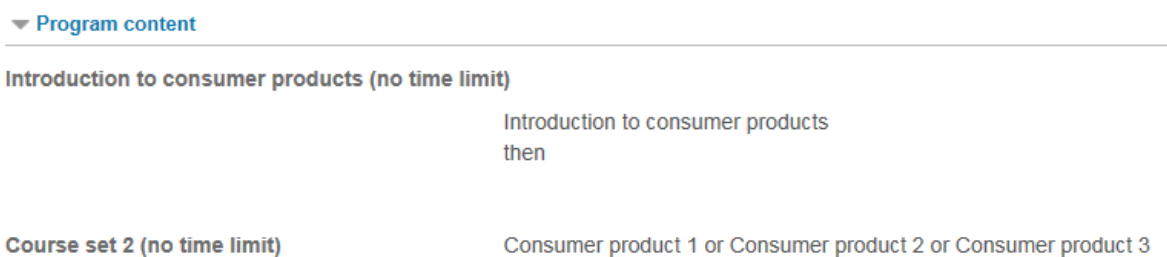 Program content
Introduction to consumer products (no time limit)
Introduction to consumer products
then
Course set 2 (no time limit) Consumer product 1 or Consumer product 2 or Consumer product 3